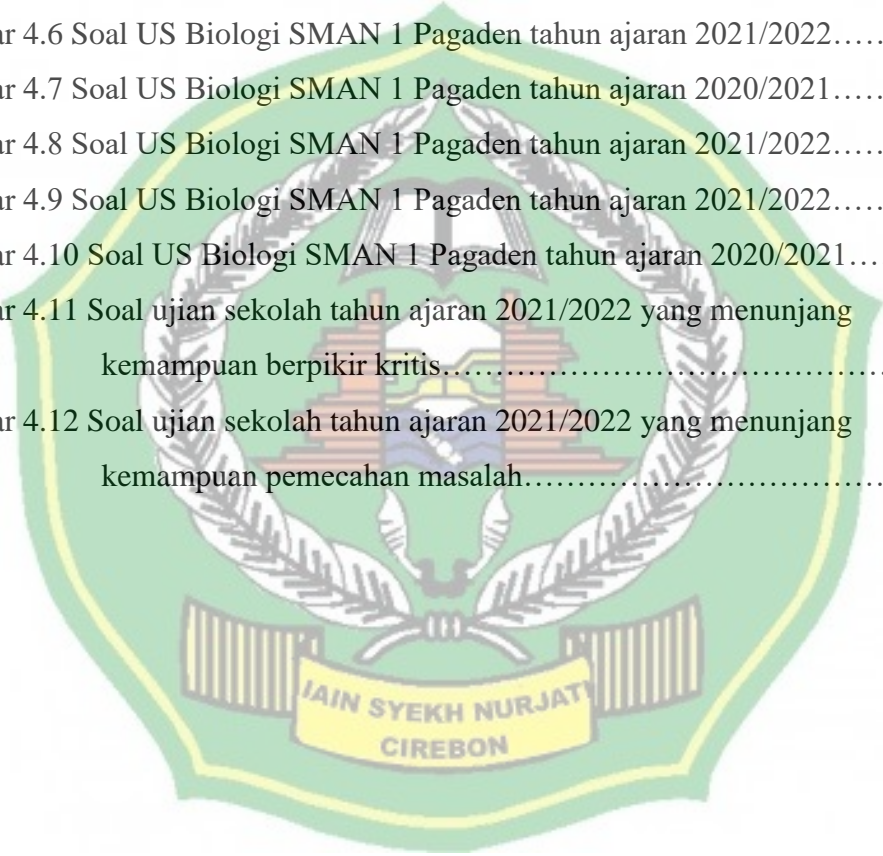 ar 4.6 Soal US Biologi SMAN 1 Pagaden tahun ajaran 2021/2022……
ar 4.7 Soal US Biologi SMAN 1 Pagaden tahun ajaran 2020/2021……
ar 4.8 Soal US Biologi SMAN 1 Pagaden tahun ajaran 2021/2022……
ar 4.9 Soal US Biologi SMAN 1 Pagaden tahun ajaran 2021/2022……
ar 4.10 Soal US Biologi SMAN 1 Pagaden tahun ajaran 2020/2021…
ar 4.11 Soal ujian sekolah tahun ajaran 2021/2022 yang menunjang
kemampuan berpikir kritis……………………………………
ar 4.12 Soal ujian sekolah tahun ajaran 2021/2022 yang menunjang
kemampuan pemecahan masalah……………………………
IAIN SYEKH NURJATI
CIREBON